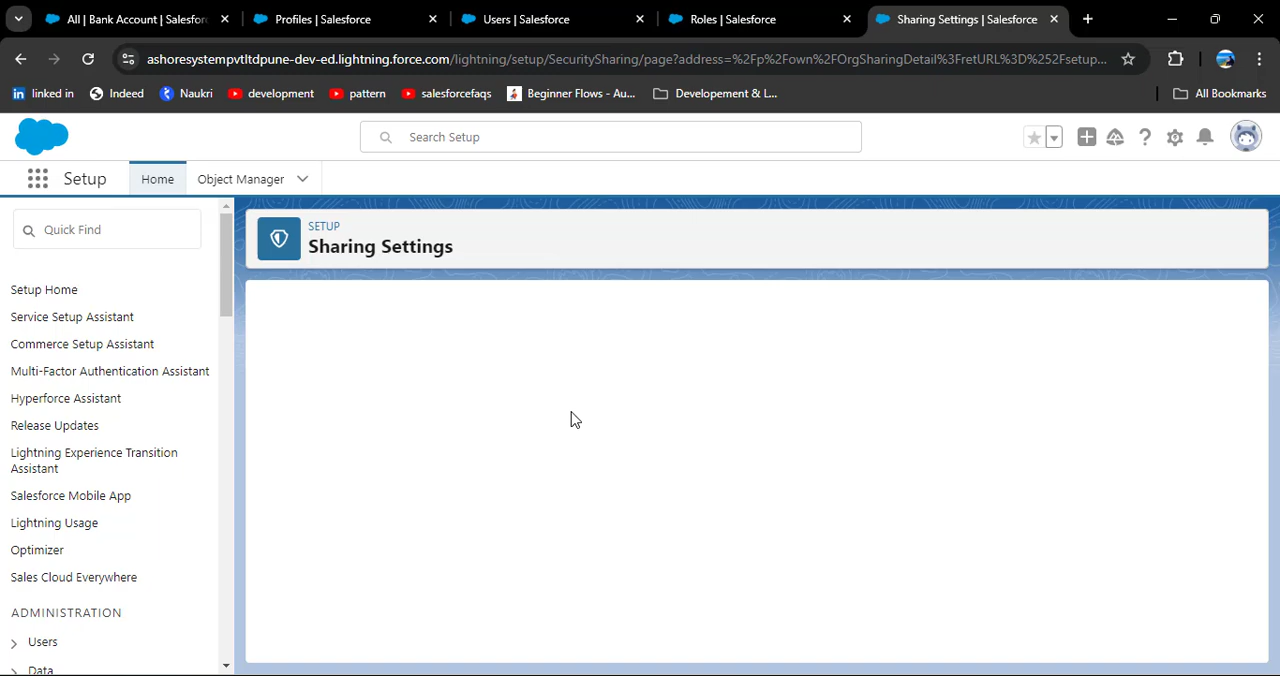 All | Bank Account | Salesfor
Profiles | Salesforce
Users | Salesforce
Roles | Salesforce
Sharing Settings | Salesforce
ashoresystempvtltdpune-dev-ed.lightning.force.com/lightning/setup/SecuritySharing/page?address=%2Fp%2Fown%2FOrgSharingDetail%3FretURL%3D%252Fsetup...
linked in
Indeed
Naukri
development
pattern
salesforcefaqs
Beginner Flows - Au...
Developement & L...
All Bookmarks
Search Setup
Setup
Home
Object Manager
Quick Find
SETUP
Sharing Settings
Setup Home
Service Setup Assistant
Commerce Setup Assistant
Multi-Factor Authentication Assistant
Hyperforce Assistant
Release Updates
Lightning Experience Transition
Assistant
Salesforce Mobile App
Lightning Usage
Optimizer
Sales Cloud Everywhere
ADMINISTRATION
Users
Data